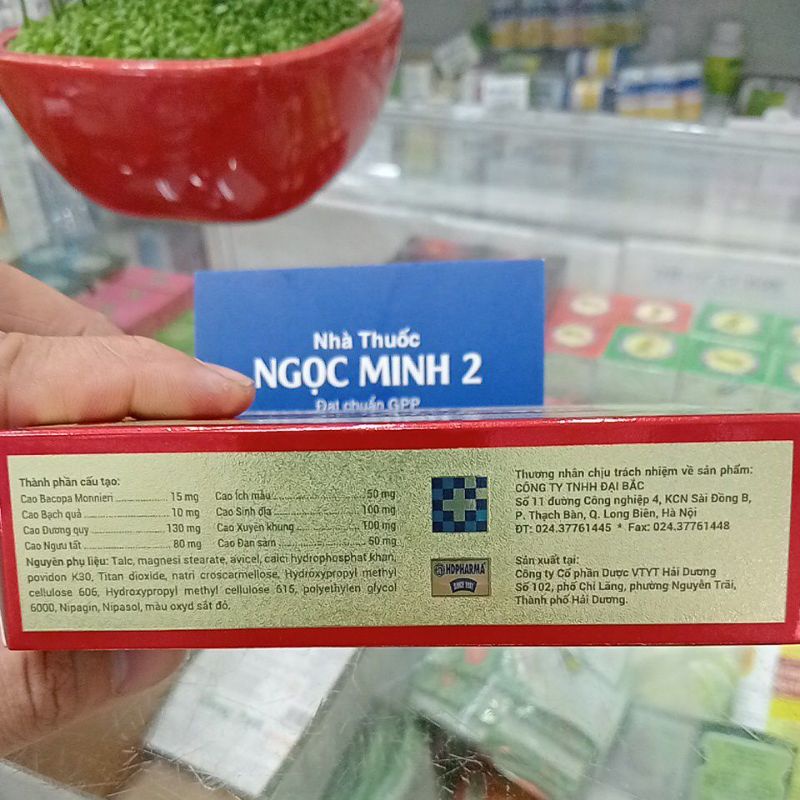 Nhà Thuốc
NGỌC MINH 2
Đạt chuẩn GPP
Thành phần cấu tạo:
Cao Bacopa Monnieri 15 mg
Cao Bạch quả 10 mg
Cao Đương quy 130 mg
Cao Ngưu tất 80 mg
Cao Ích mẫu 50 mg
Cao Sinh địa 100 mg
Cao Xuyên khung 100 mg
Cao Đan sâm 50 mg
Nguyên phụ liệu: Talc, magnesi stearate, avicel, calci hydrophosphat khan,
povidon K30, Titan dioxide, natri croscarmellose, Hydroxypropyl methyl
cellulose 606, Hydroxypropyl methyl cellulose 615, polyethylen glycol
6000, Nipagin, Nipasol, màu oxyd sắt đỏ.
Thương nhân chịu trách nhiệm về sản phẩm:
CÔNG TY TNHH ĐẠI BẮC
Số 11 đường Công nghiệp 4, KCN Sài Đồng B,
P. Thạch Bàn, Q. Long Biên, Hà Nội
ĐT: 024.37761445 * Fax: 024.37761448
HDPHARMA
SINCE 1961
Sản xuất tại:
Công ty Cổ phần Dược VTYT Hải Dương
Số 102, phố Chi Lăng, phường Nguyễn Trãi,
Thành phố Hải Dương.